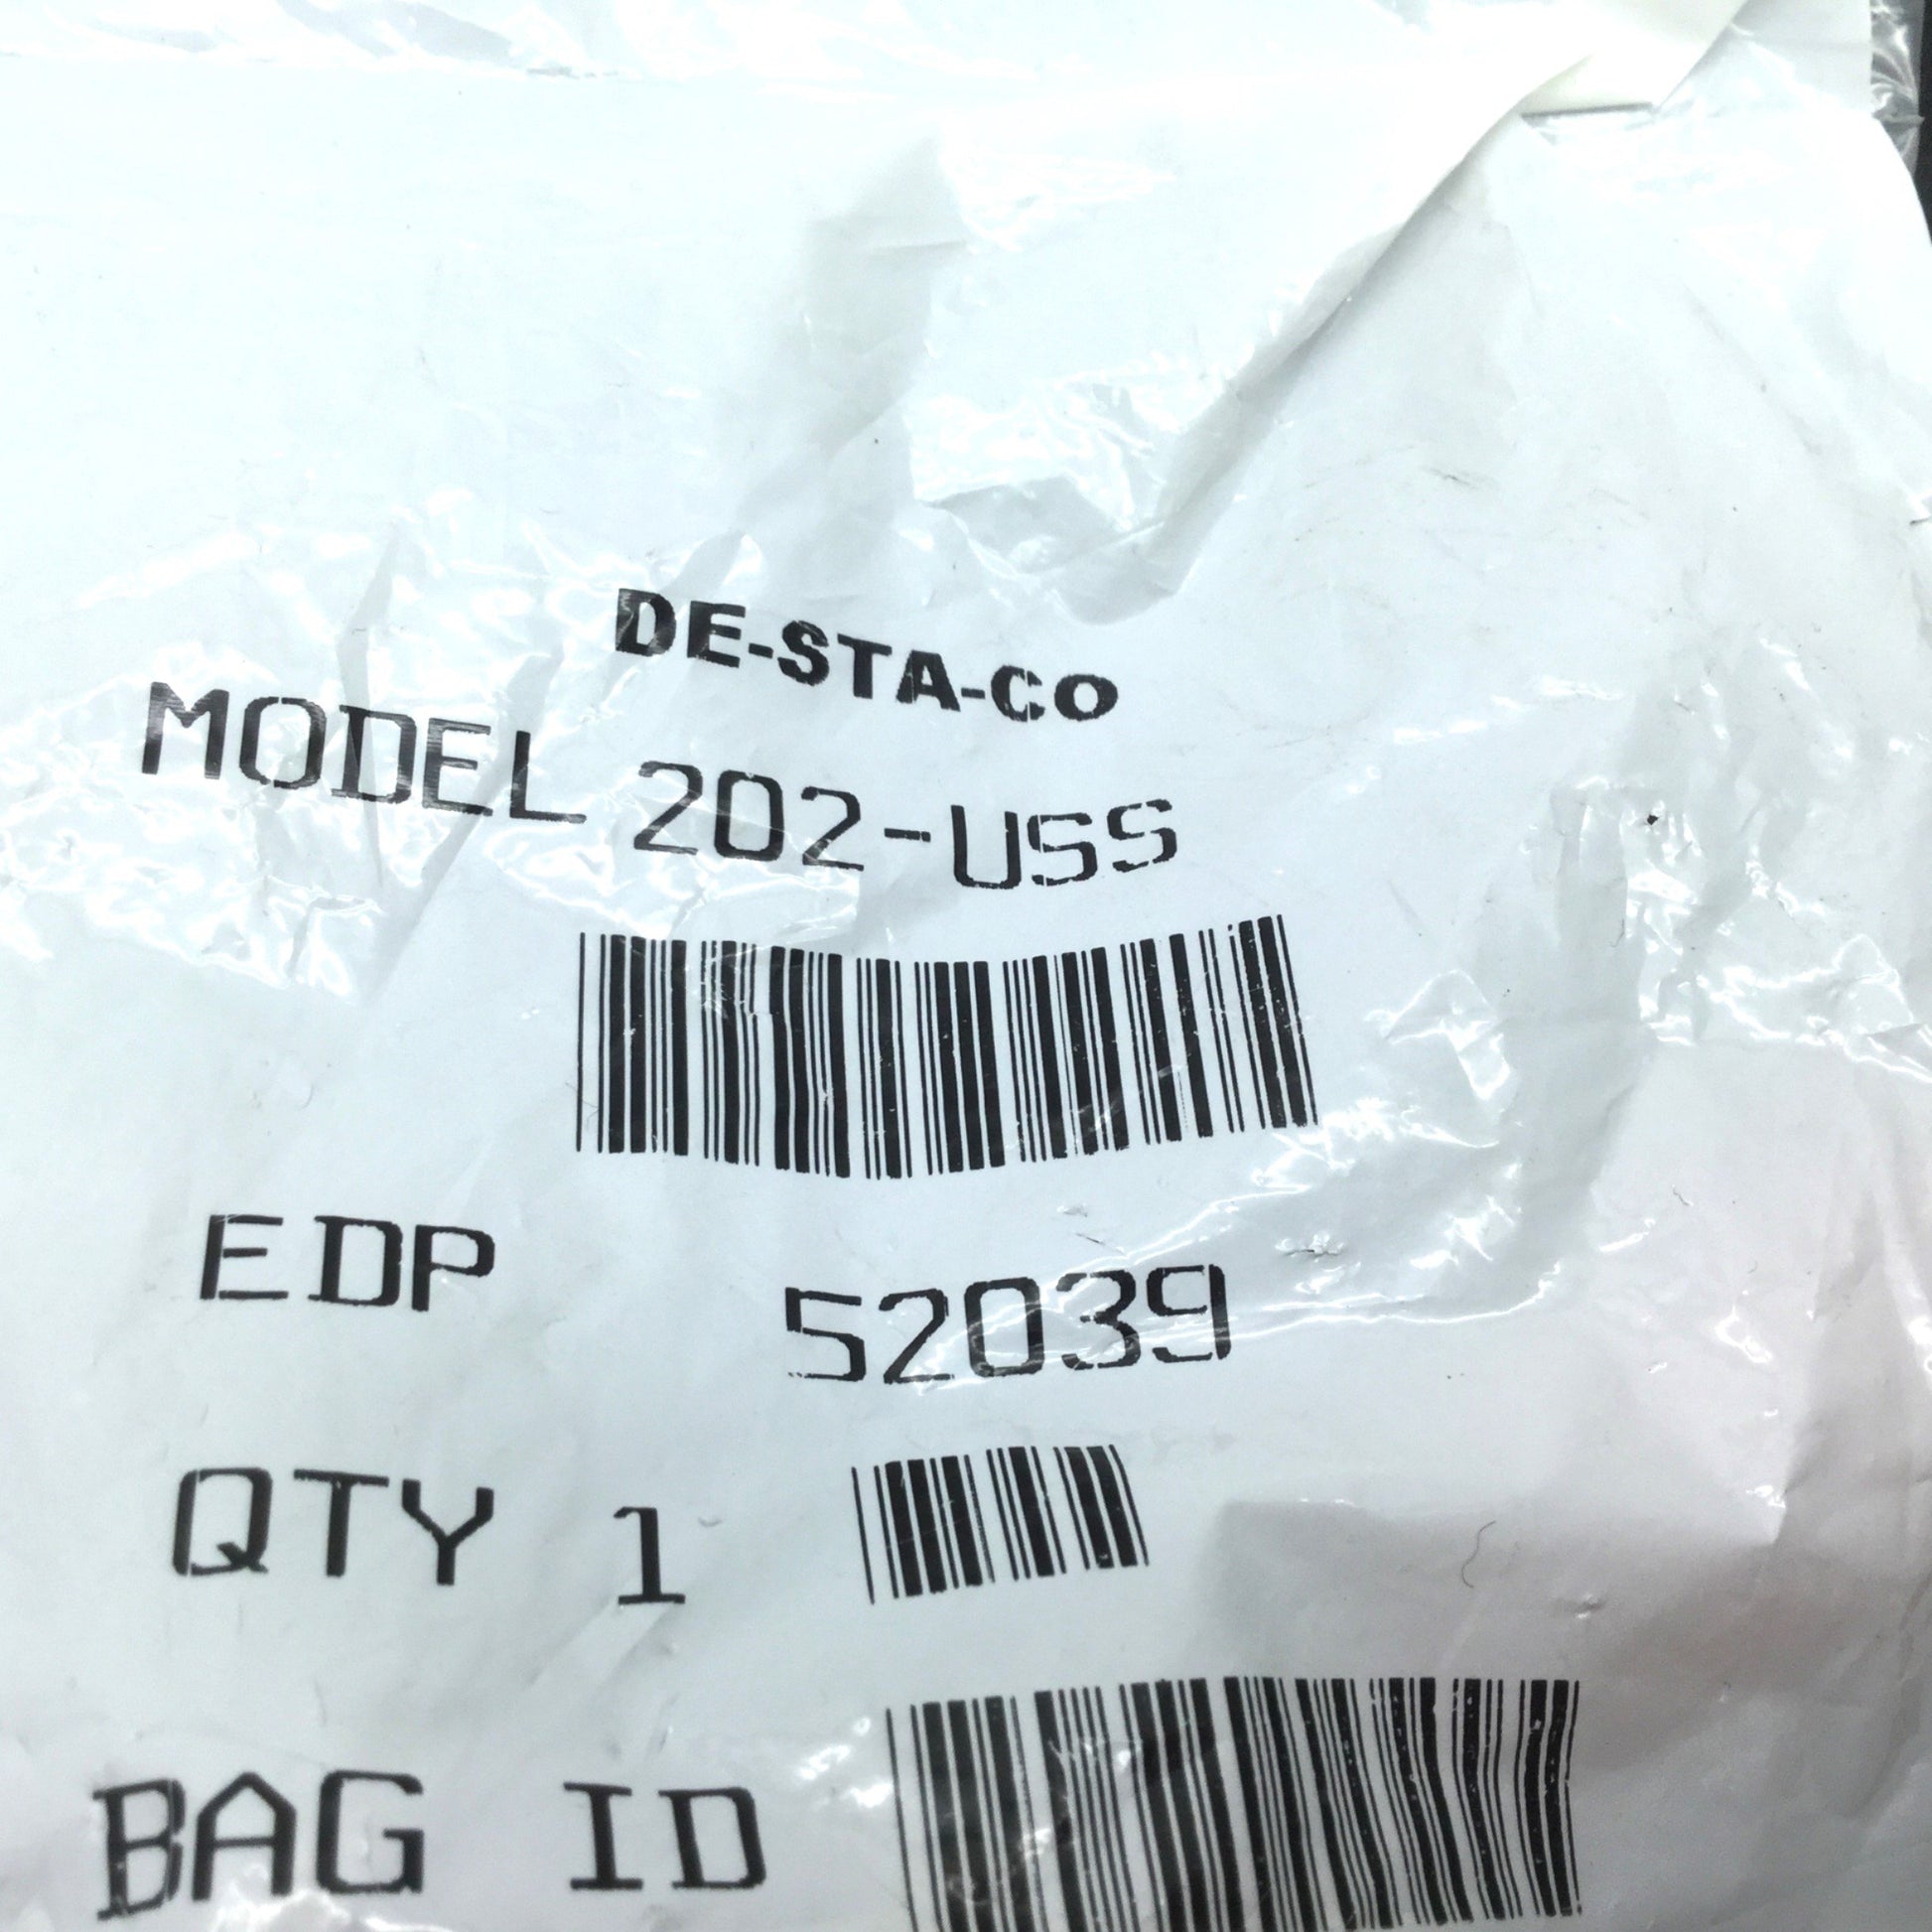 DE-STA-CO
MODEL 202-USS
EDP 52039
QTY 1
BAG ID